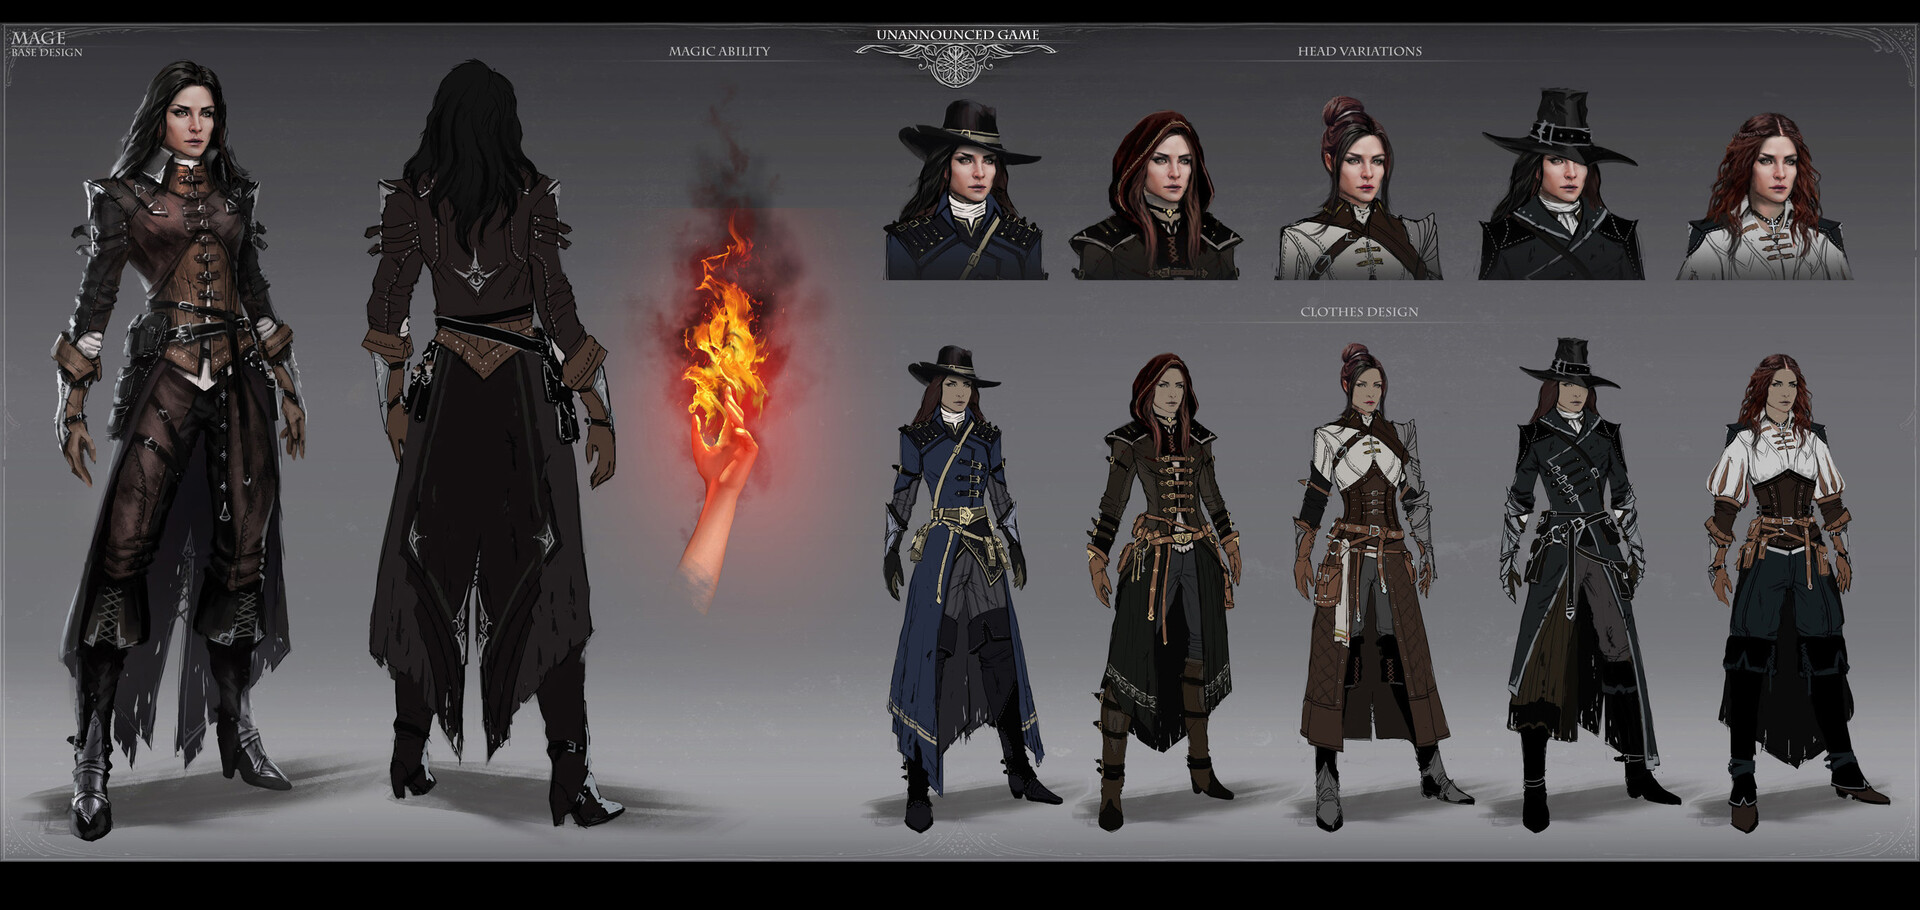 MAGE
BASE DESIGN
MAGIC ABILITY
UNANNOUNCED GAME
HEAD VARIATIONS
CLOTHES DESIGN